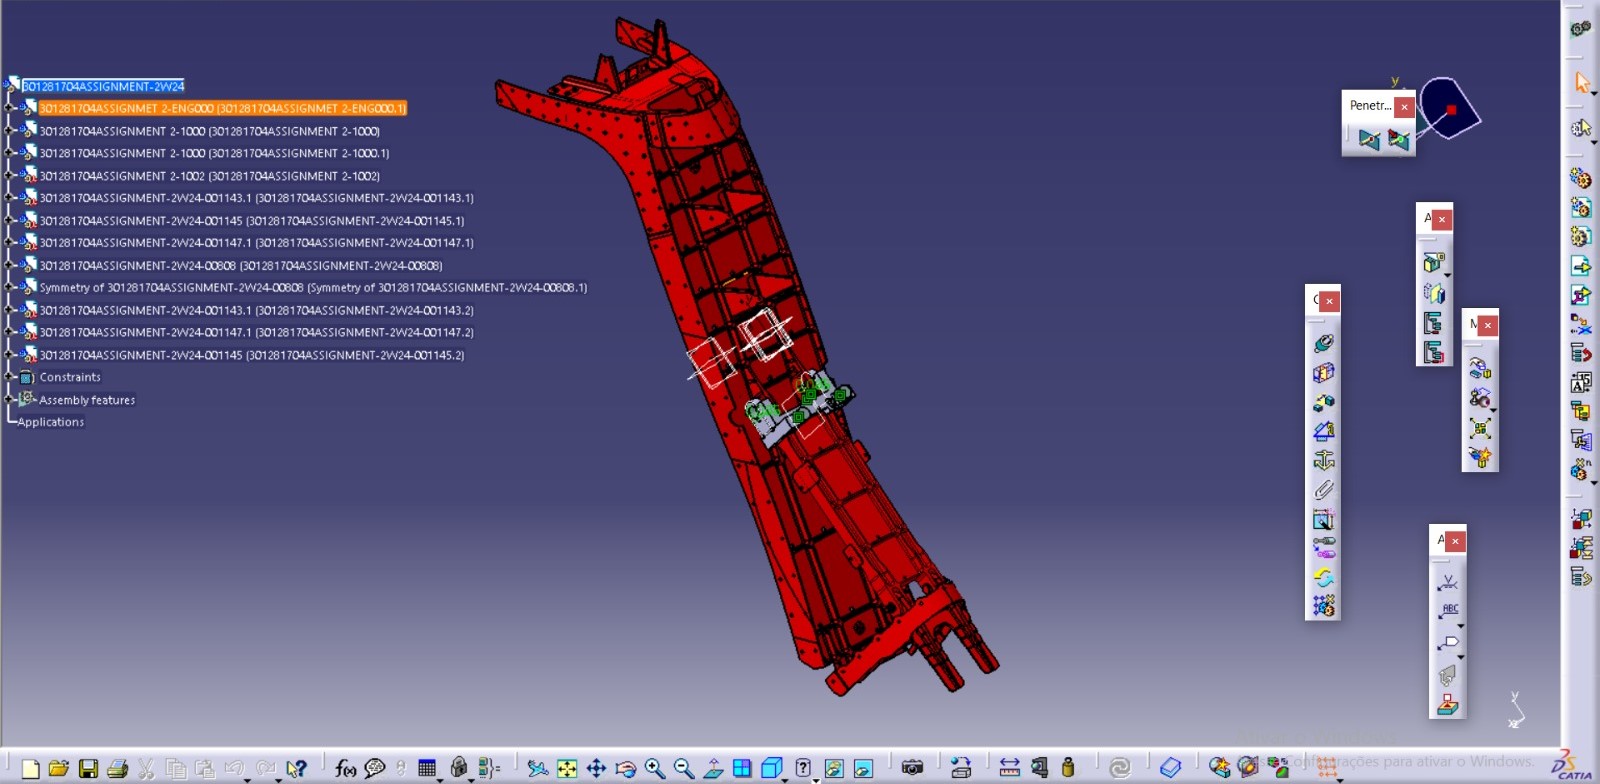 301281704ASSIGNMENT-2W24
301281704ASSIGNMET 2-ENG000 (301281704ASSIGNMET 2-ENG000.1)
301281704ASSIGNMENT 2-1000 (301281704ASSIGNMENT 2-1000)
301281704ASSIGNMENT 2-1000 (301281704ASSIGNMENT 2-1000.1)
301281704ASSIGNMENT 2-1002 (301281704ASSIGNMENT 2-1002)
301281704ASSIGNMENT-2W24-001143.1 (301281704ASSIGNMENT-2W24-001143.1)
301281704ASSIGNMENT-2W24-001145 (301281704ASSIGNMENT-2W24-001145.1)
301281704ASSIGNMENT-2W24-001147.1 (301281704ASSIGNMENT-2W24-001147.1)
301281704ASSIGNMENT-2W24-00808 (301281704ASSIGNMENT-2W24-00808)
Symmetry of 301281704ASSIGNMENT-2W24-00808 (Symmetry of 301281704ASSIGNMENT-2W24-00808.1)
301281704ASSIGNMENT-2W24-001143.1 (301281704ASSIGNMENT-2W24-001143.2)
301281704ASSIGNMENT-2W24-001147.1 (301281704ASSIGNMENT-2W24-001147.2)
301281704ASSIGNMENT-2W24-001145 (301281704ASSIGNMENT-2W24-001145.2)
Constraints
Assembly features
Applications
y
Penetr...
A
C
M
A
ABC
y
f(x)
para ativar o Windows.
CATIA